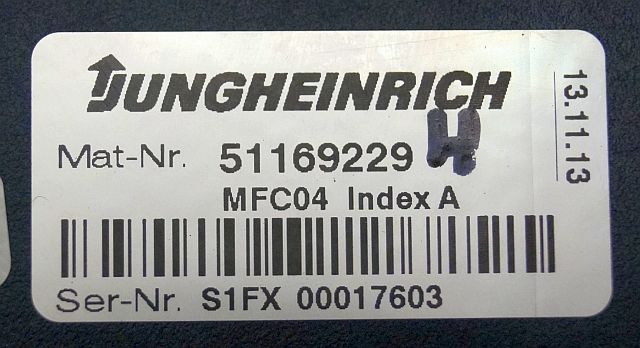 JUNGHEINRICH
Mat-Nr. 51169229 H
MFC04 Index A
Ser-Nr. S1FX 00017603
13.11.13